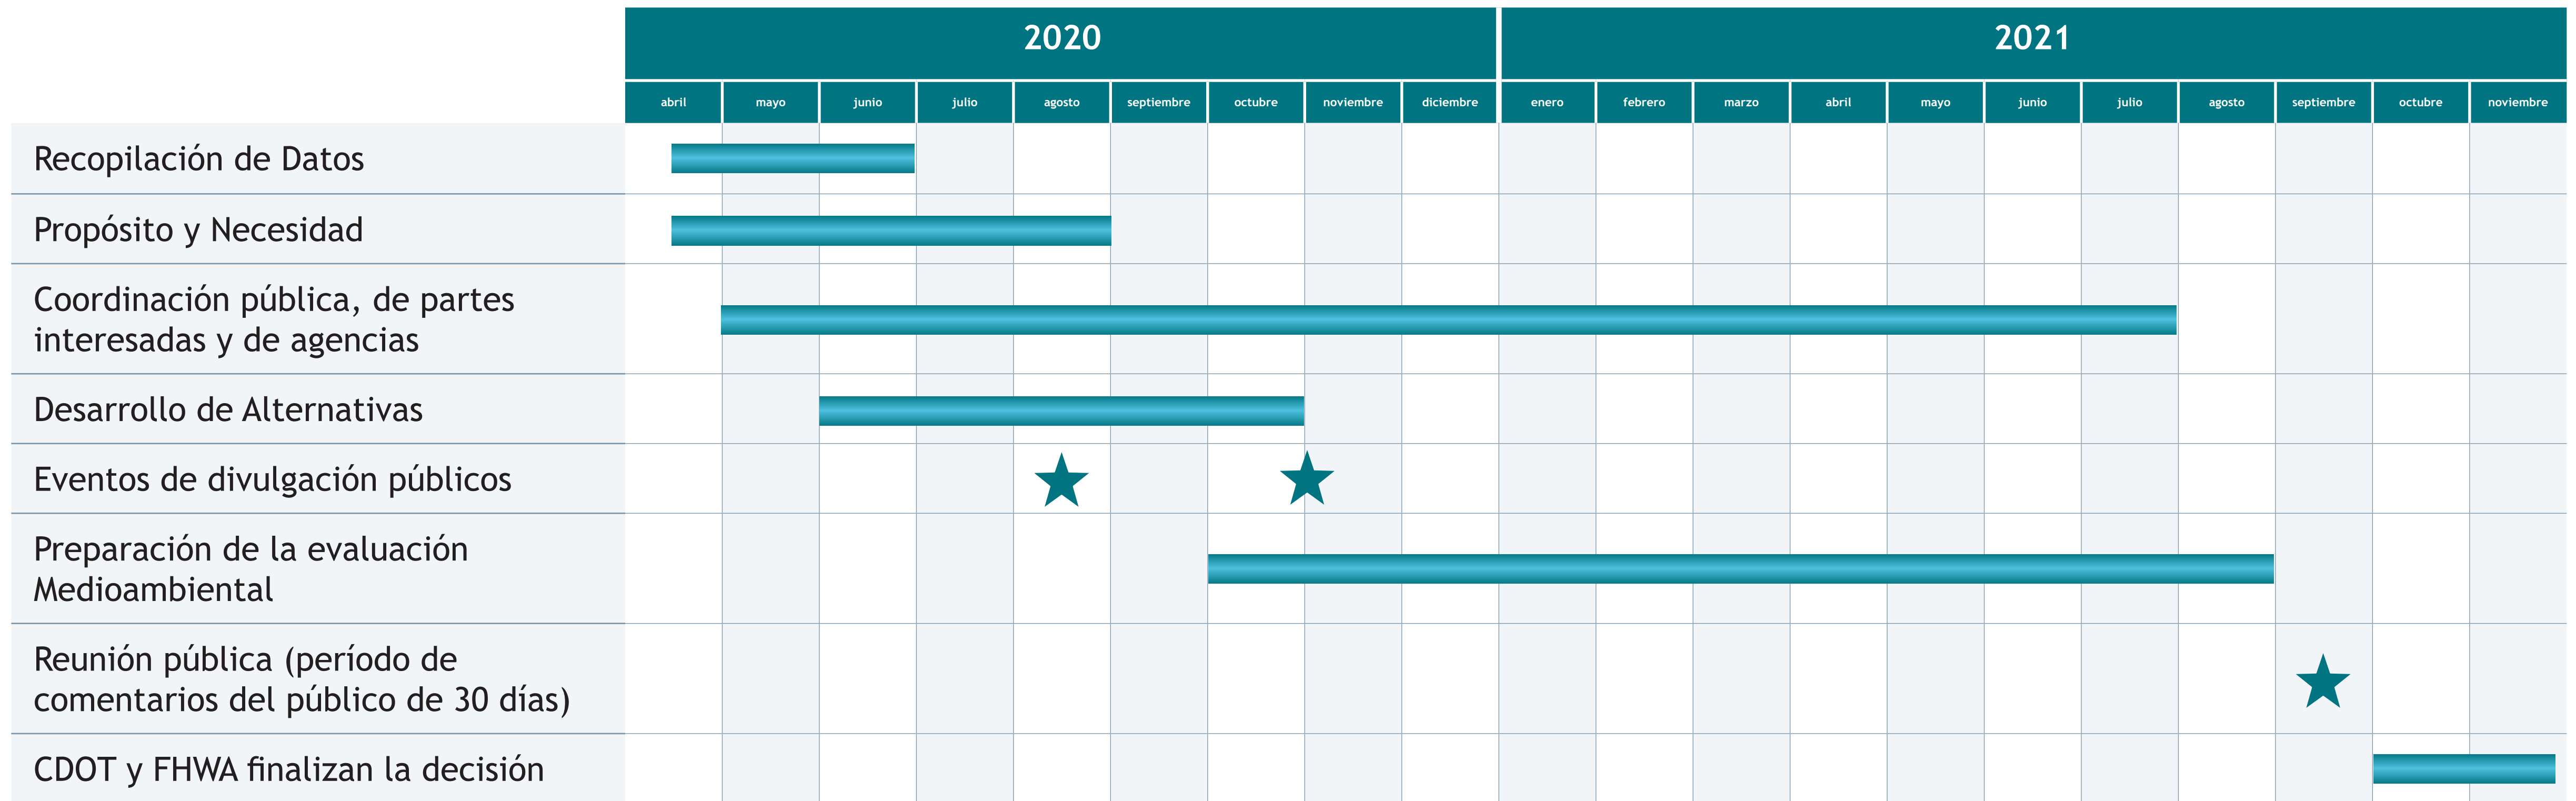 2020
2021
abril
mayo
junio
julio
agosto
septiembre
octubre
noviembre
diciembre
enero
febrero
marzo
abril
mayo
junio
julio
agosto
septiembre
octubre
noviembre
Recopilación de Datos
Propósito y Necesidad
Coordinación pública, de partes
interesadas y de agencias
Desarrollo de Alternativas
Eventos de divulgación públicos
Preparación de la evaluación
Medioambiental
Reunión pública (período de
comentarios del público de 30 días)
CDOT y FHWA finalizan la decisión